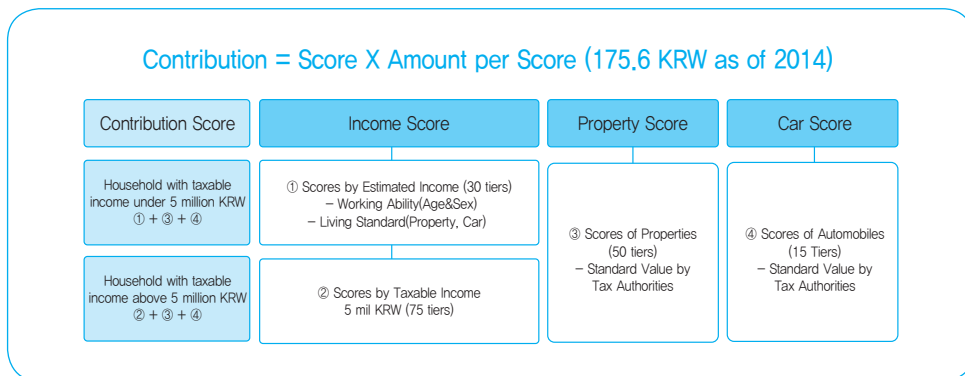 Contribution = Score X Amount per Score (175.6 KRW as of 2014)
Contribution Score
Income Score
Property Score
Car Score
Household with taxable
income under 5 million KRW
① + ③ + ④
① Scores by Estimated Income (30 tiers)
– Working Ability(Age&Sex)
– Living Standard(Property, Car)
③ Scores of Properties
(50 tiers)
– Standard Value by
Tax Authorities
④ Scores of Automobiles
(15 Tiers)
– Standard Value by
Tax Authorities
Household with taxable
income above 5 million KRW
② + ③ + ④
② Scores by Taxable Income
5 mil KRW (75 tiers)